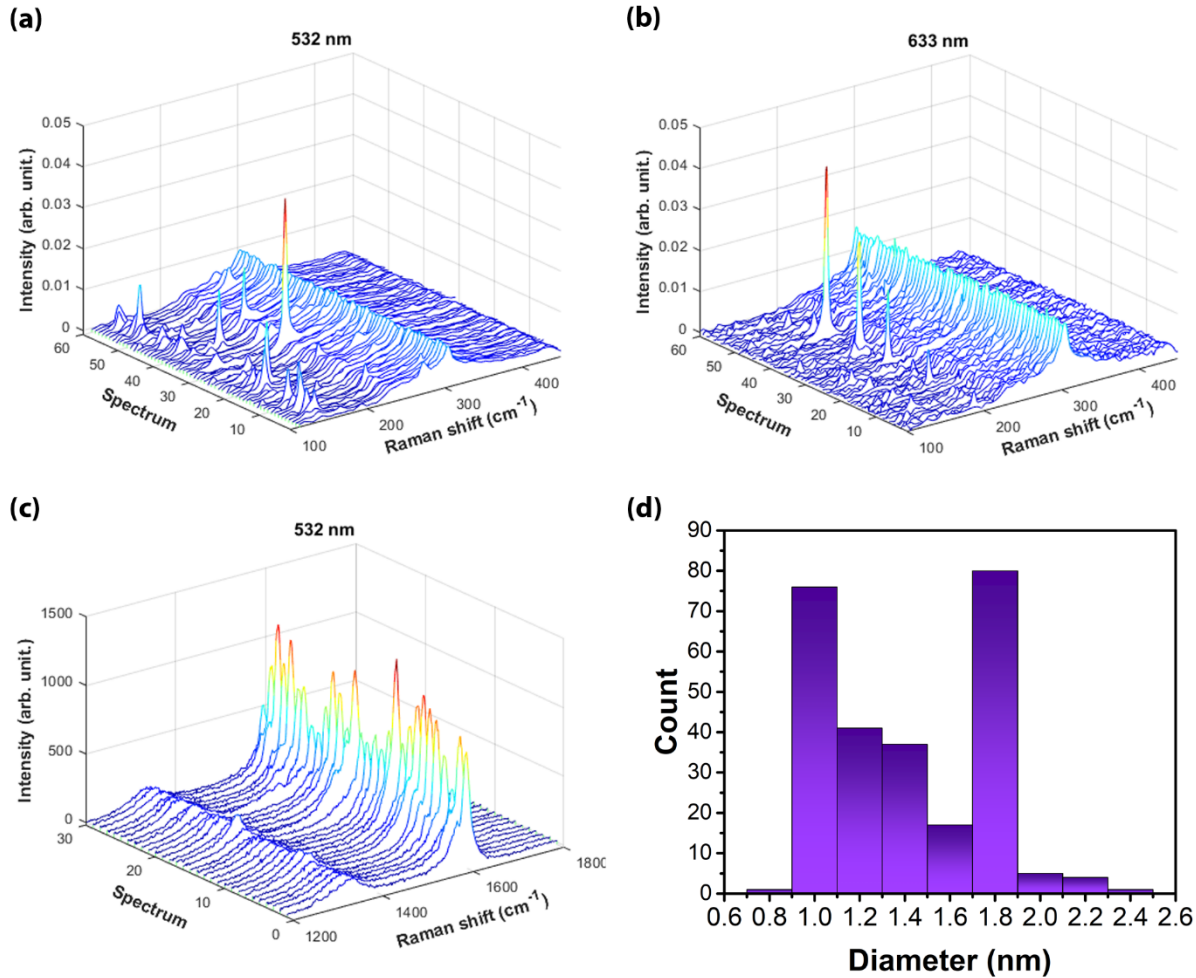 (a)
532 nm
0.05
0.04
0.03
0.02
0.01
0
Intensity (arb. unit.)
60
50
40
30
20
10
Spectrum
100
200
300
400
Raman shift (cm⁻¹)
(b)
633 nm
0.05
0.04
0.03
0.02
0.01
0
Intensity (arb. unit.)
60
50
40
30
20
10
Spectrum
100
200
300
400
Raman shift (cm⁻¹)
(c)
532 nm
1500
1000
500
0
Intensity (arb. unit.)
30
20
10
0
Spectrum
1200
1400
1600
1800
Raman shift (cm⁻¹)
(d)
90
80
70
60
50
40
30
20
10
0
Count
0.6 0.8 1.0 1.2 1.4 1.6 1.8 2.0 2.2 2.4 2.6
Diameter (nm)